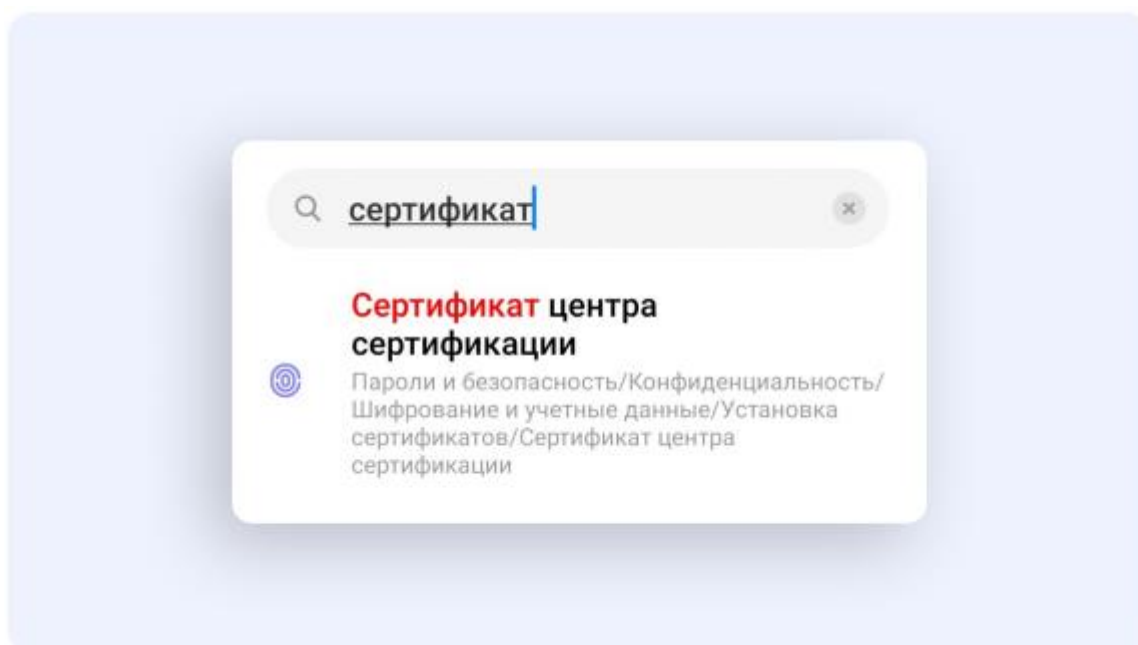 сертификат
Сертификат центра
сертификации
Пароли и безопасность/Конфиденциальность/
Шифрование и учетные данные/Установка
сертификатов/Сертификат центра
сертификации